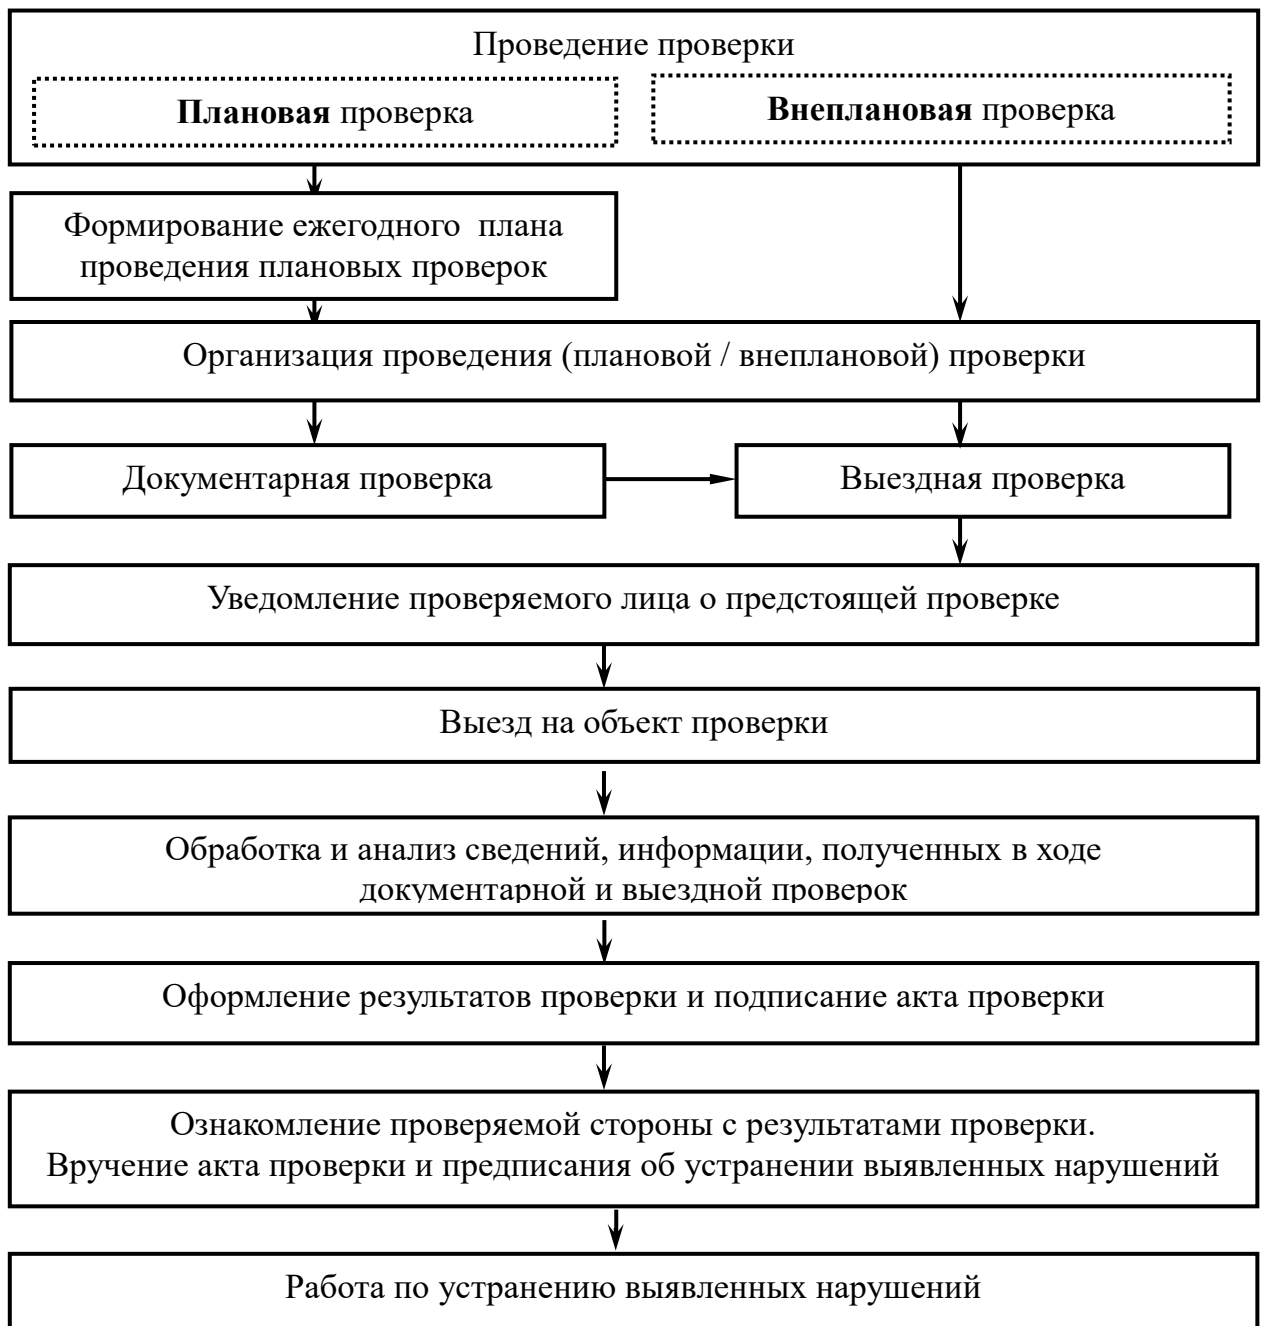 Проведение проверки
Плановая проверка
Внеплановая проверка
Формирование ежегодного плана
проведения плановых проверок
Организация проведения (плановой / внеплановой) проверки
Документарная проверка
Выездная проверка
Уведомление проверяемого лица о предстоящей проверке
Выезд на объект проверки
Обработка и анализ сведений, информации, полученных в ходе
документарной и выездной проверок
Оформление результатов проверки и подписание акта проверки
Ознакомление проверяемой стороны с результатами проверки.
Вручение акта проверки и предписания об устранении выявленных нарушений
Работа по устранению выявленных нарушений